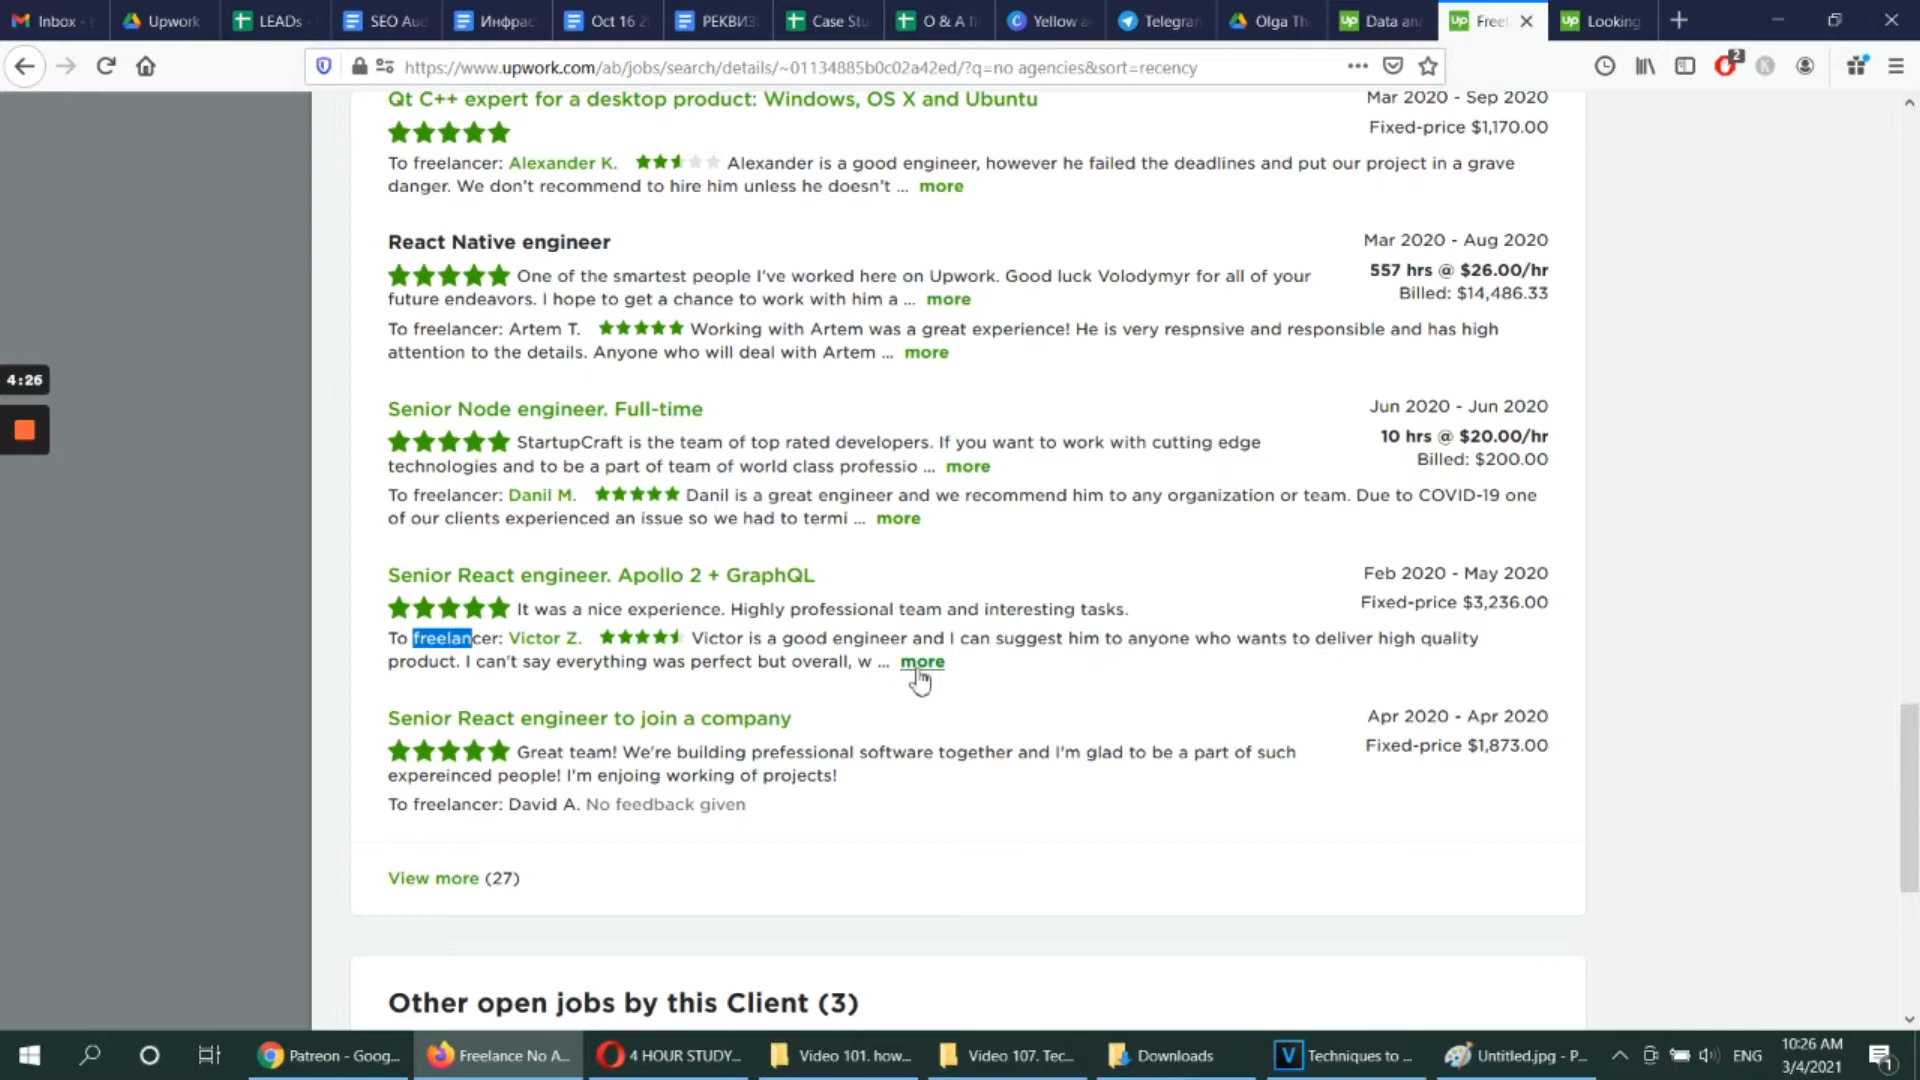 Inbox
Upwork
LEADs
SEO Aud
Инфрас
Oct 16 2
РЕКВИЗ
Case Stu
O & A f
Yellow a
Telegran
Olga Th
Data an
Freel
Looking
https://www.upwork.com/ab/jobs/search/details/~01134885b0c02a42ed/?q=no agencies&sort=recency
2
Qt C++ expert for a desktop product: Windows, OS X and Ubuntu
Mar 2020 - Sep 2020
Fixed-price $1,170.00
To freelancer: Alexander K. Alexander is a good engineer, however he failed the deadlines and put our project in a grave
danger. We don't recommend to hire him unless he doesn't ... more
React Native engineer
Mar 2020 - Aug 2020
557 hrs @ $26.00/hr
Billed: $14,486.33
One of the smartest people I've worked here on Upwork. Good luck Volodymyr for all of your
future endeavors. I hope to get a chance to work with him a ... more
To freelancer: Artem T. Working with Artem was a great experience! He is very respnsive and responsible and has high
attention to the details. Anyone who will deal with Artem ... more
4:26
Senior Node engineer. Full-time
Jun 2020 - Jun 2020
10 hrs @ $20.00/hr
Billed: $200.00
StartupCraft is the team of top rated developers. If you want to work with cutting edge
technologies and to be a part of team of world class professio ... more
To freelancer: Danil M. Danil is a great engineer and we recommend him to any organization or team. Due to COVID-19 one
of our clients experienced an issue so we had to termi ... more
Senior React engineer. Apollo 2 + GraphQL
Feb 2020 - May 2020
Fixed-price $3,236.00
It was a nice experience. Highly professional team and interesting tasks.
To freelancer: Victor Z. Victor is a good engineer and I can suggest him to anyone who wants to deliver high quality
product. I can't say everything was perfect but overall, w ... more
Senior React engineer to join a company
Apr 2020 - Apr 2020
Fixed-price $1,873.00
Great team! We're building prefessional software together and I'm glad to be a part of such
expereinced people! I'm enjoing working of projects!
To freelancer: David A. No feedback given
View more (27)
Other open jobs by this Client (3)
Patreon - Goog...
Freelance No A...
4 HOUR STUDY...
Video 101. how...
Video 107. Tec...
Downloads
Techniques to ...
Untitled.jpg - P...
ENG
10:26 AM
3/4/2021
1